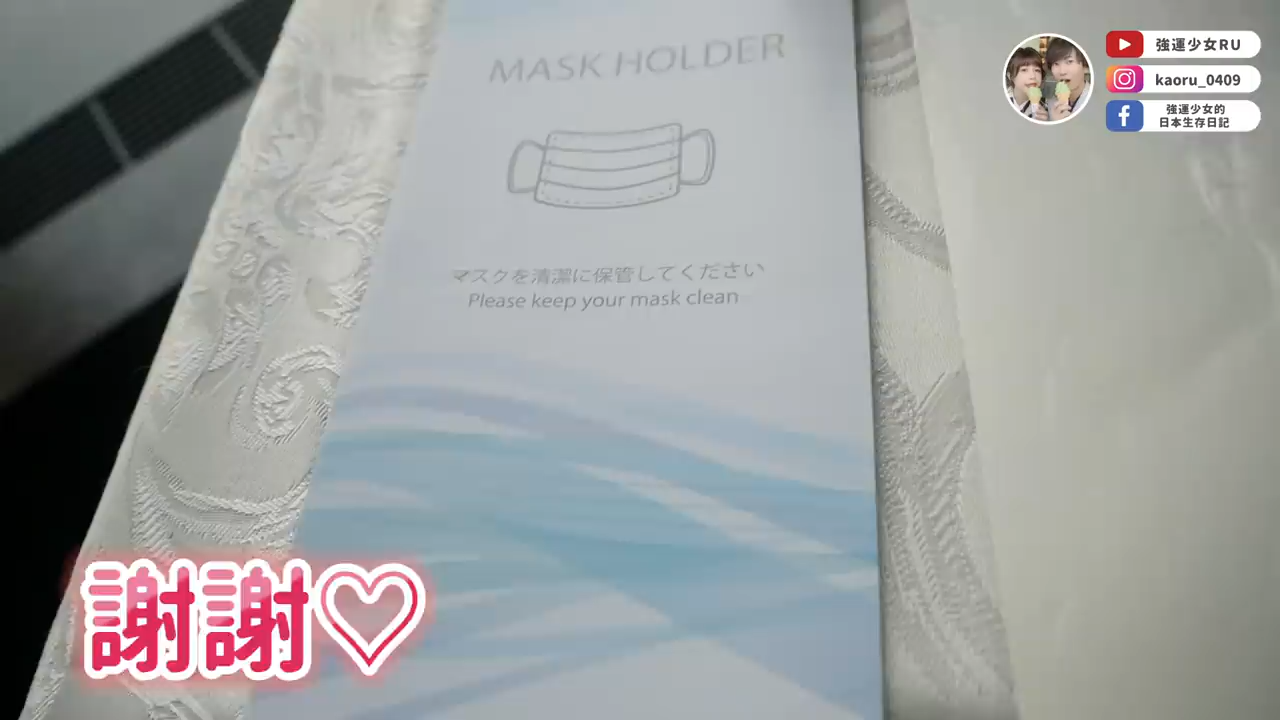 MASK HOLDER
マスクを清潔に保管してください
Please keep your mask clean
強運少女RU
kaoru_0409
強運少女的
日本生存日記
謝謝♡